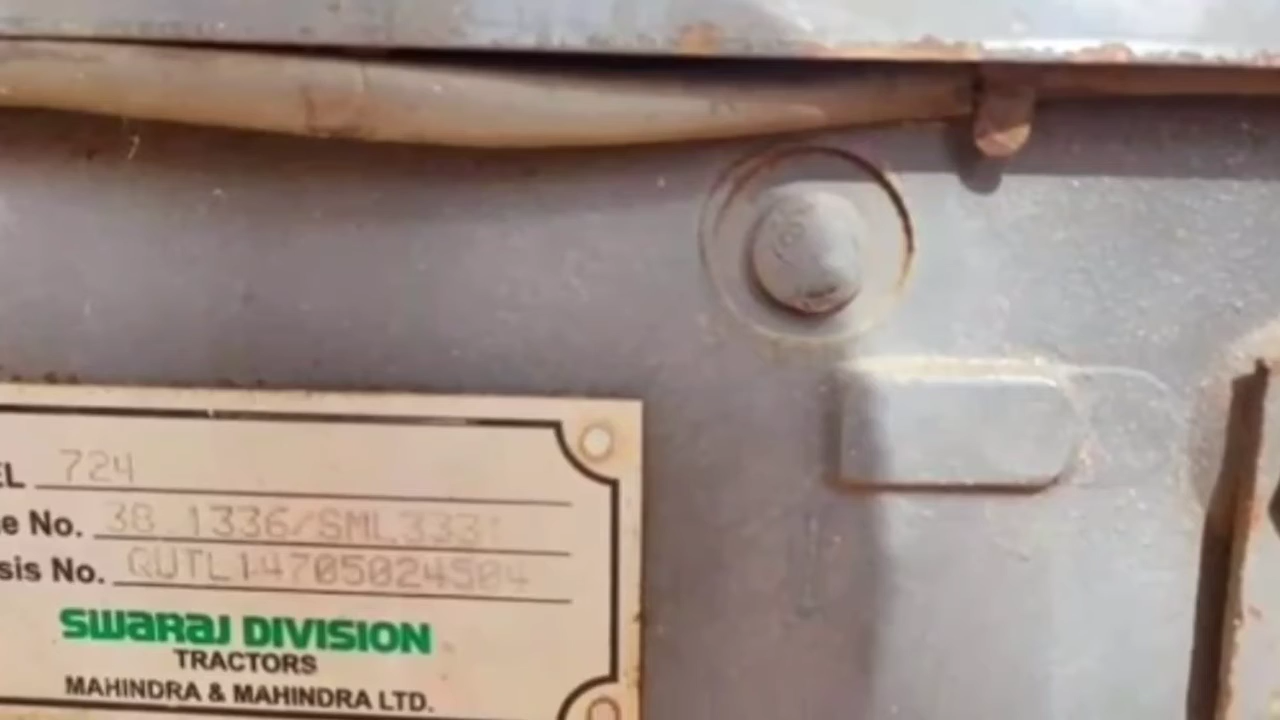 EL 724
e No. 38.1336/SML333
sis No. QUTL14705024504
SWARAJ DIVISION
TRACTORS
MAHINDRA & MAHINDRA LTD.